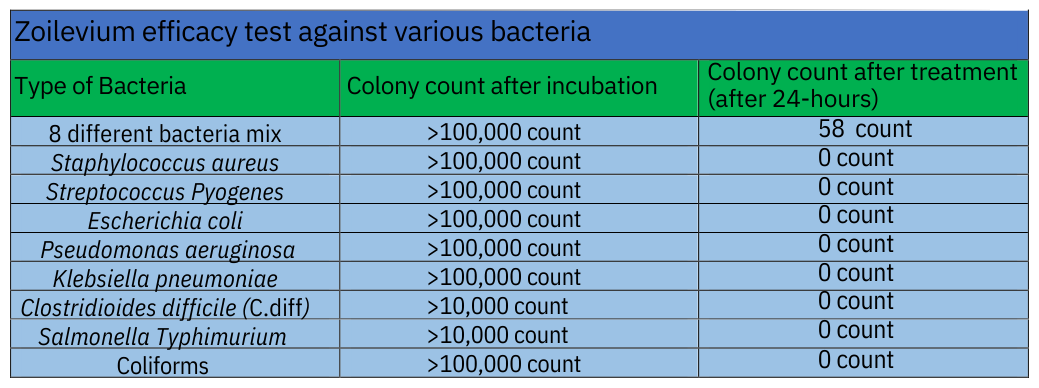 Zoilevium efficacy test against various bacteria
Type of Bacteria
Colony count after incubation
Colony count after treatment
(after 24-hours)
8 different bacteria mix >100,000 count 58 count
Staphylococcus aureus >100,000 count 0 count
Streptococcus Pyogenes >100,000 count 0 count
Escherichia coli >100,000 count 0 count
Pseudomonas aeruginosa >100,000 count 0 count
Klebsiella pneumoniae >100,000 count 0 count
Clostridioides difficile (C.diff) >10,000 count 0 count
Salmonella Typhimurium >10,000 count 0 count
Coliforms >100,000 count 0 count